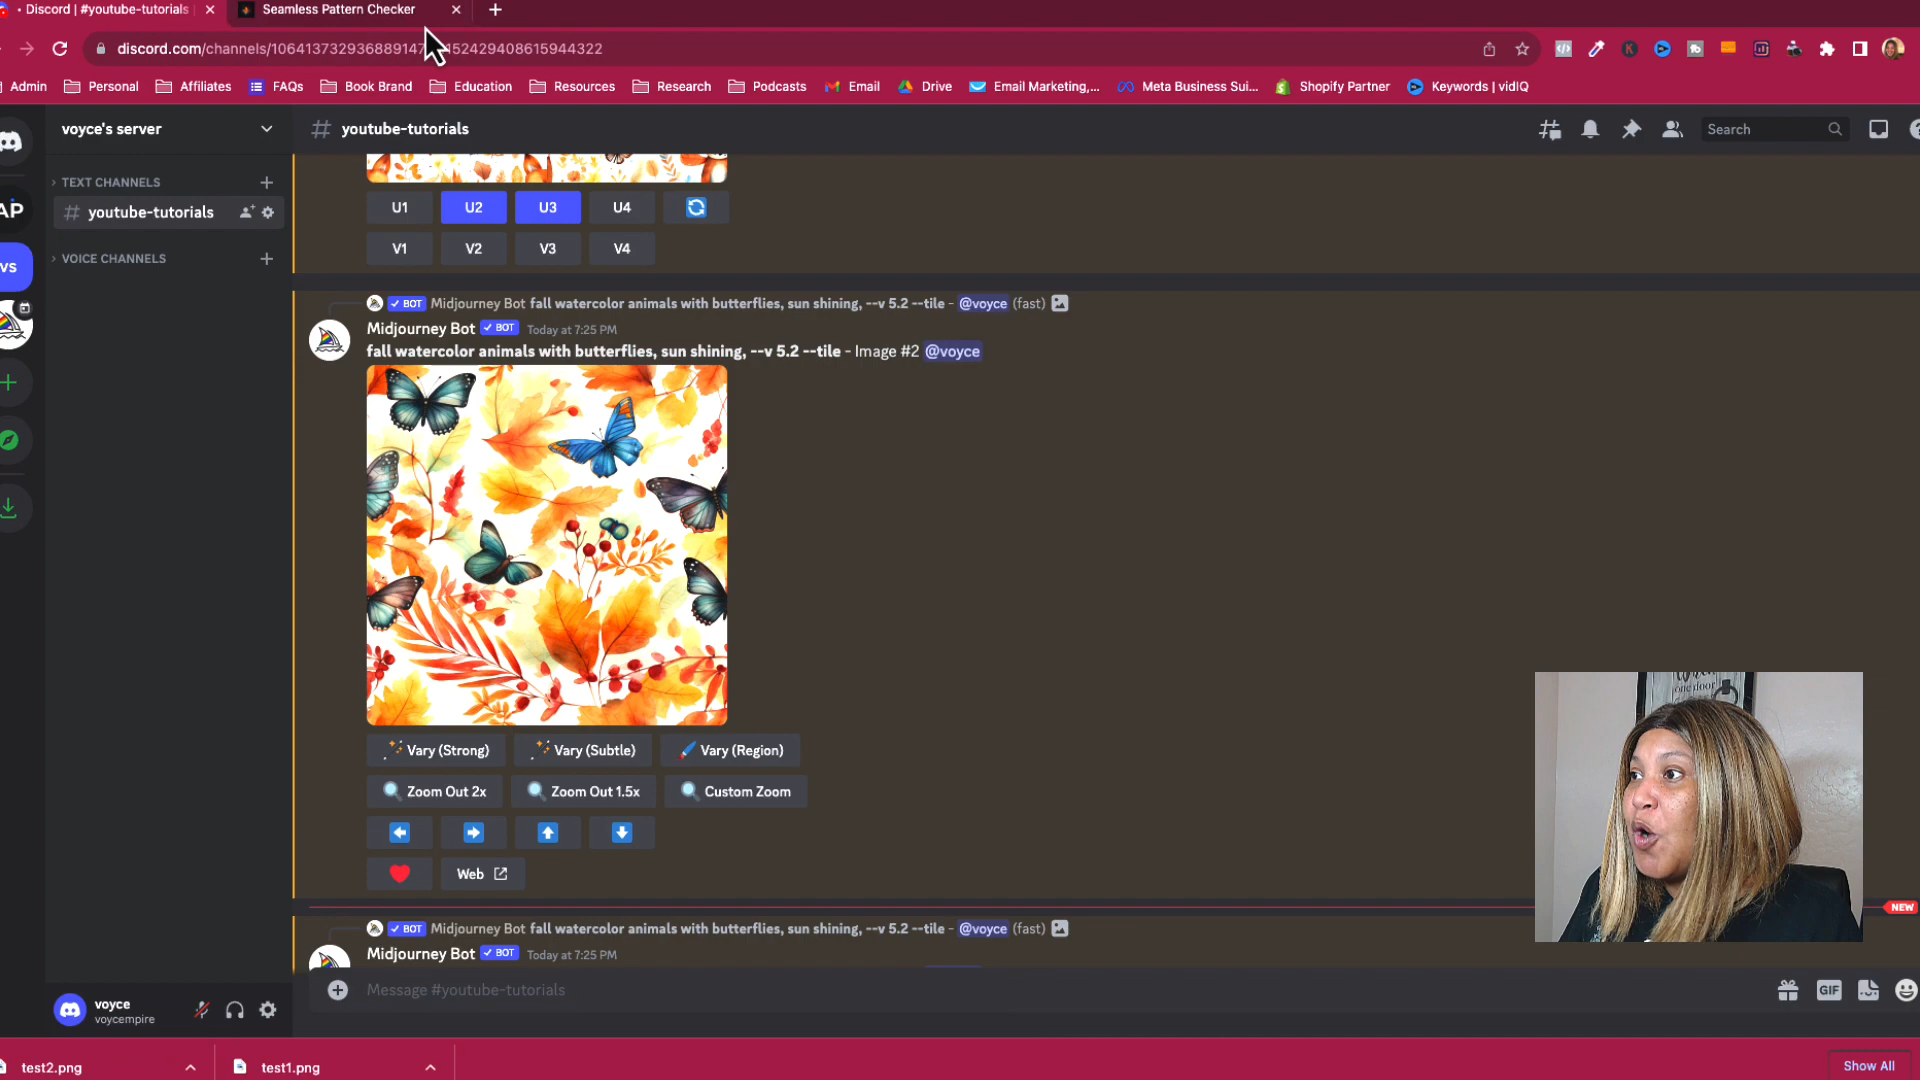 Discord | #youtube-tutorials
Seamless Pattern Checker
Admin
Personal
Affiliates
FAQs
Book Brand
Education
Resources
Research
Podcasts
Email
Drive
Email Marketing,...
Meta Business Sui...
Shopify Partner
Keywords | vidIQ
voyce's server
youtube-tutorials
Search
TEXT CHANNELS
youtube-tutorials
VOICE CHANNELS
AP
VS
U1 U2 U3 U4
V1 V2 V3 V4
BOT Midjourney Bot fall watercolor animals with butterflies, sun shining, --v 5.2 --tile - @voyce (fast)
Midjourney Bot BOT Today at 7:25 PM
fall watercolor animals with butterflies, sun shining, --v 5.2 --tile - Image #2 @voyce
Vary (Strong) Vary (Subtle) Vary (Region)
Zoom Out 2x Zoom Out 1.5x Custom Zoom
Web
NEW
BOT Midjourney Bot fall watercolor animals with butterflies, sun shining, --v 5.2 --tile - @voyce (fast)
Midjourney Bot BOT Today at 7:25 PM
Message #youtube-tutorials
GIF
voyce
voycempire
one door
test2.png
test1.png
Show All